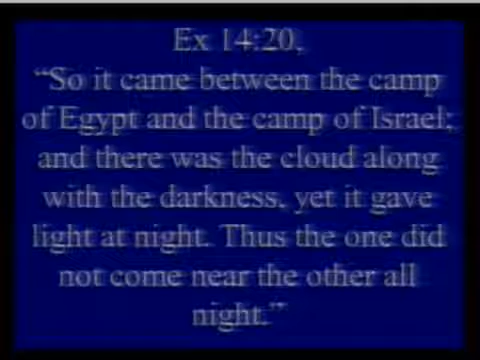 Ex 14:20,
“So it came between the camp
of Egypt and the camp of Israel;
and there was the cloud along
with the darkness, yet it gave
light at night. Thus the one did
not come near the other all
night.”